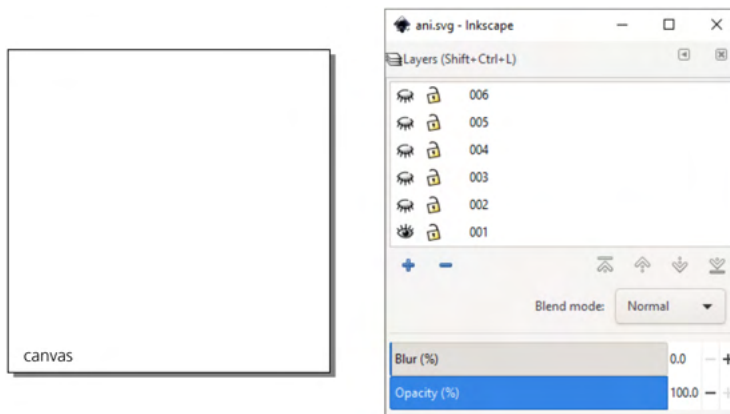 canvas
ani.svg - Inkscape
Layers (Shift+Ctrl+L)
006
005
004
003
002
001
Blend mode: Normal
Blur (%) 0.0
Opacity (%) 100.0